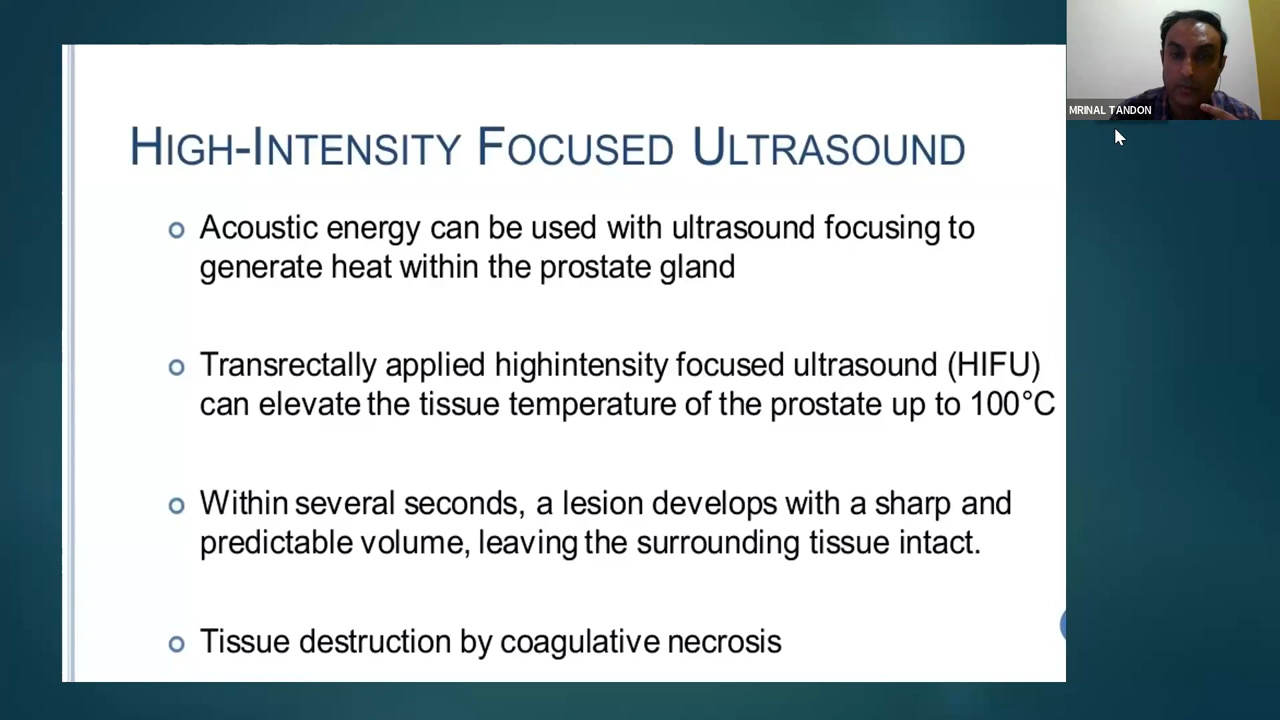 HIGH-INTENSITY FOCUSED ULTRASOUND
Acoustic energy can be used with ultrasound focusing to
generate heat within the prostate gland
Transrectally applied highintensity focused ultrasound (HIFU)
can elevate the tissue temperature of the prostate up to 100°C
Within several seconds, a lesion develops with a sharp and
predictable volume, leaving the surrounding tissue intact.
Tissue destruction by coagulative necrosis
MRINAL TANDON